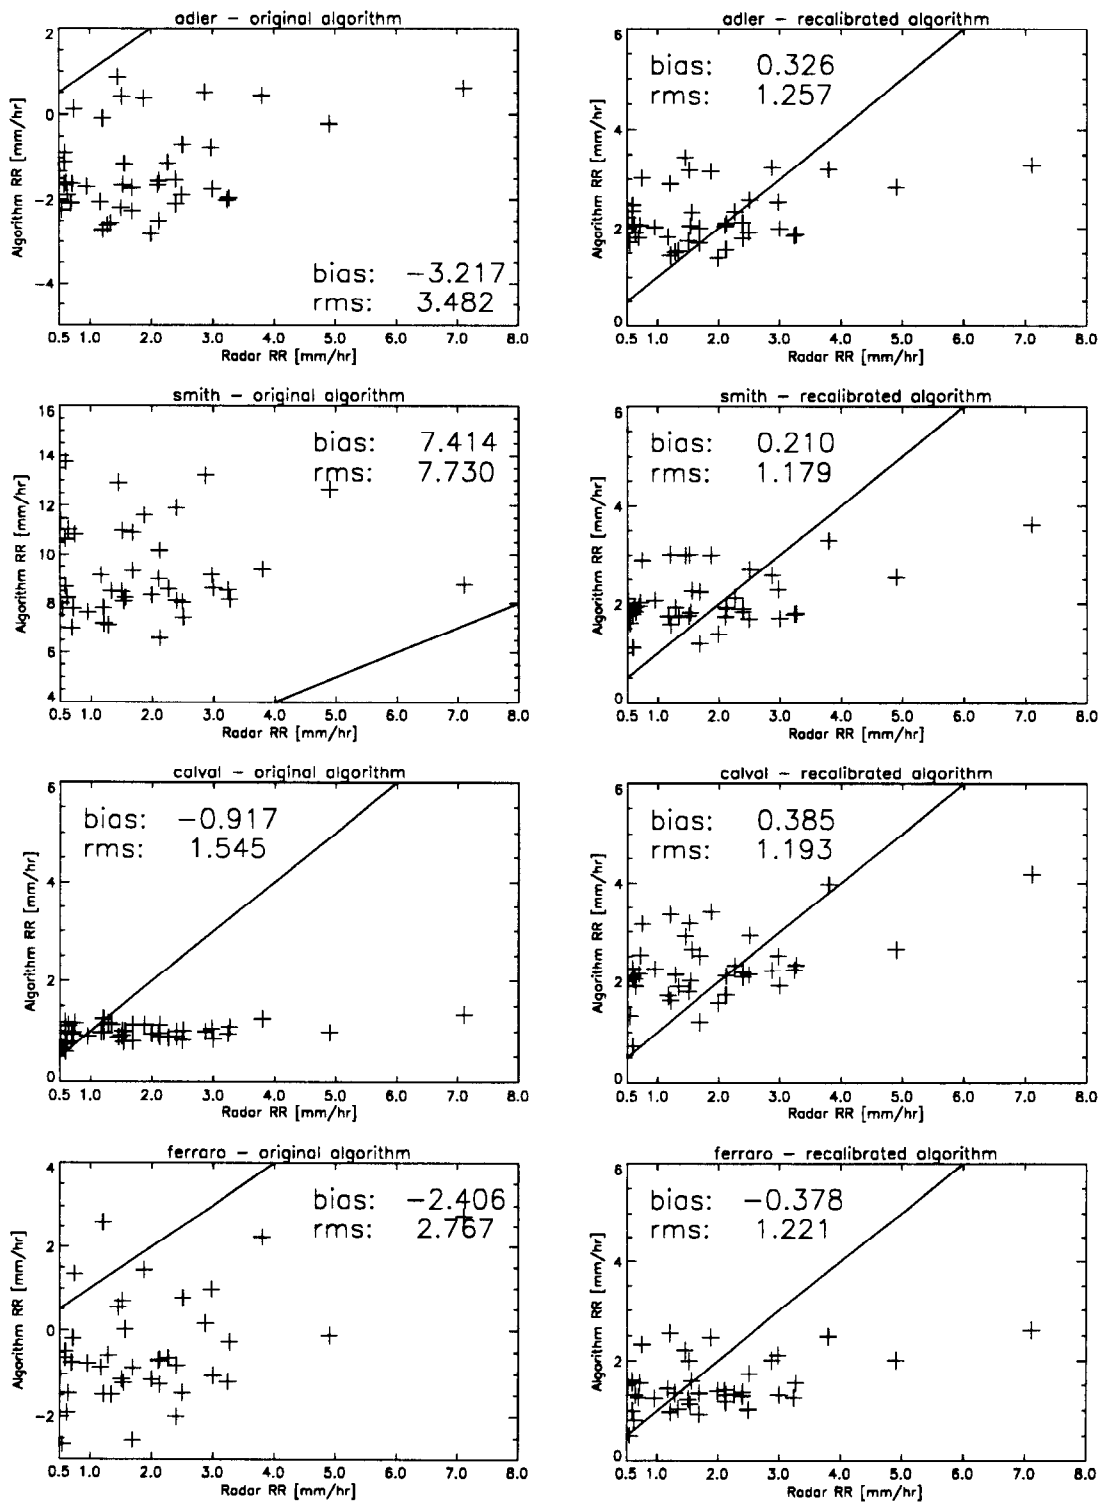 adler – original algorithm
2
0
−2
−4
Algorithm RR [mm/hr]
bias: −3.217
rms: 3.482
0.5 1.0 2.0 3.0 4.0 5.0 6.0 7.0 8.0
Radar RR [mm/hr]
adler – recalibrated algorithm
6
4
2
0
Algorithm RR [mm/hr]
bias: 0.326
rms: 1.257
0.5 1.0 2.0 3.0 4.0 5.0 6.0 7.0 8.0
Radar RR [mm/hr]
smith – original algorithm
16
14
12
10
8
6
4
Algorithm RR [mm/hr]
bias: 7.414
rms: 7.730
0.5 1.0 2.0 3.0 4.0 5.0 6.0 7.0 8.0
Radar RR [mm/hr]
smith – recalibrated algorithm
6
4
2
0
Algorithm RR [mm/hr]
bias: 0.210
rms: 1.179
0.5 1.0 2.0 3.0 4.0 5.0 6.0 7.0 8.0
Radar RR [mm/hr]
calval – original algorithm
6
4
2
0
Algorithm RR [mm/hr]
bias: −0.917
rms: 1.545
0.5 1.0 2.0 3.0 4.0 5.0 6.0 7.0 8.0
Radar RR [mm/hr]
calval – recalibrated algorithm
6
4
2
0
Algorithm RR [mm/hr]
bias: 0.385
rms: 1.193
0.5 1.0 2.0 3.0 4.0 5.0 6.0 7.0 8.0
Radar RR [mm/hr]
ferraro – original algorithm
4
2
0
−2
Algorithm RR [mm/hr]
bias: −2.406
rms: 2.767
0.5 1.0 2.0 3.0 4.0 5.0 6.0 7.0 8.0
Radar RR [mm/hr]
ferraro – recalibrated algorithm
6
4
2
0
Algorithm RR [mm/hr]
bias: −0.378
rms: 1.221
0.5 1.0 2.0 3.0 4.0 5.0 6.0 7.0 8.0
Radar RR [mm/hr]